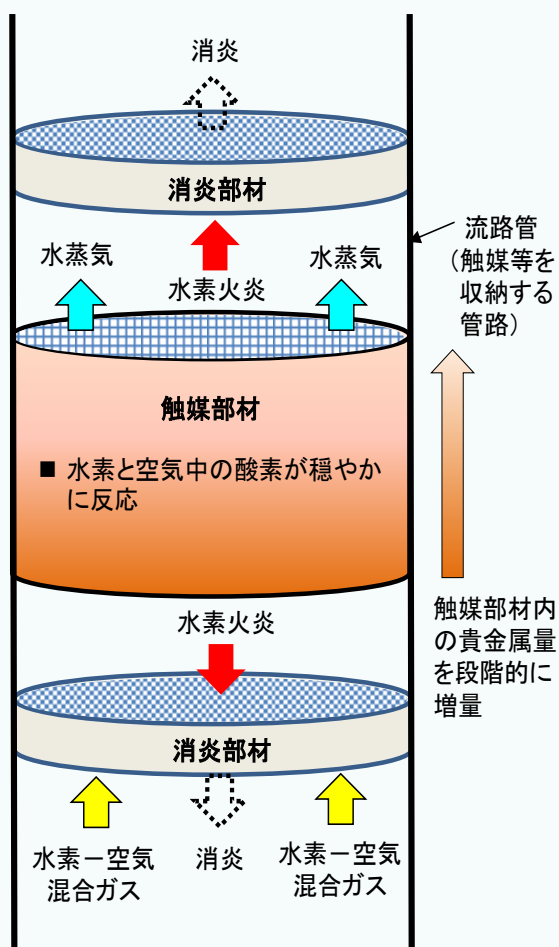 消炎
消炎部材
流路管
(触媒等を
収納する
管路)
水蒸気
水蒸気
水素火炎
触媒部材
■ 水素と空気中の酸素が穏やか
に反応
水素火炎
触媒部材内
の貴金属量
を段階的に
増量
消炎部材
水素－空気
混合ガス
消炎
水素－空気
混合ガス